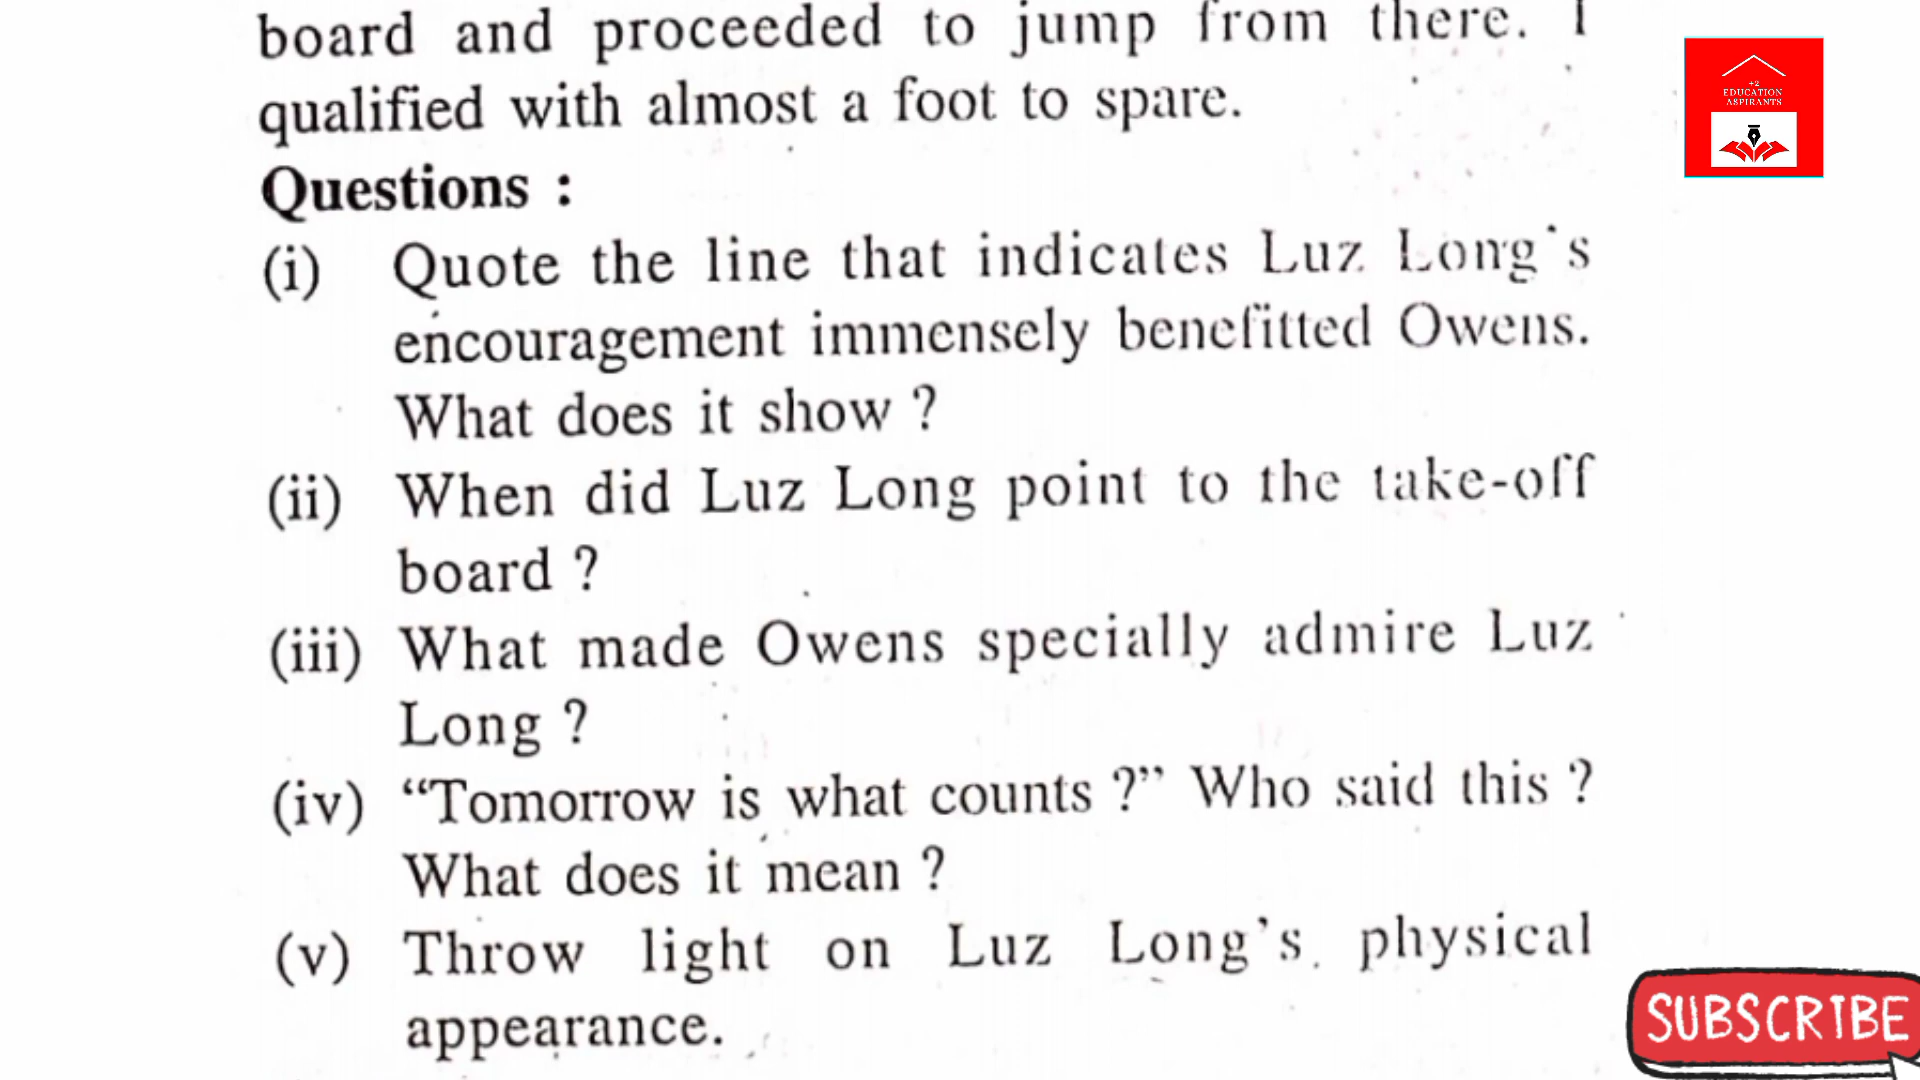 board and proceeded to jump from there. I
qualified with almost a foot to spare.
Questions :
(i) Quote the line that indicates Luz Long's
encouragement immensely benefitted Owens.
What does it show ?
(ii) When did Luz Long point to the take-off
board ?
(iii) What made Owens specially admire Luz
Long ?
(iv) “Tomorrow is what counts ?” Who said this ?
What does it mean ?
(v) Throw light on Luz Long's physical
appearance.
+2
EDUCATION
ASPIRANTS
SUBSCRIBE